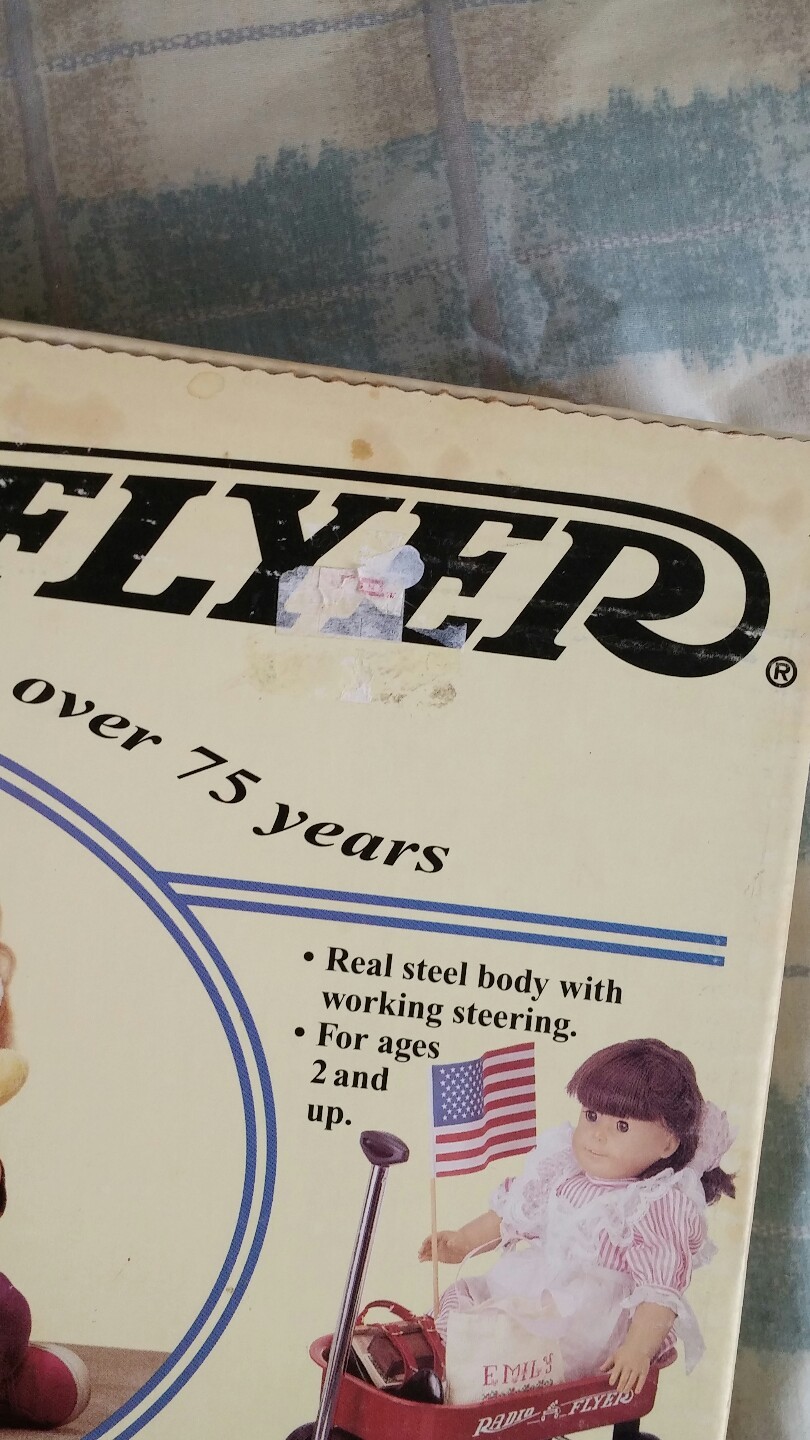 FLYER®
over 75 years
• Real steel body with
working steering.
• For ages
2 and
up.
EMILY
RADIO FLYER